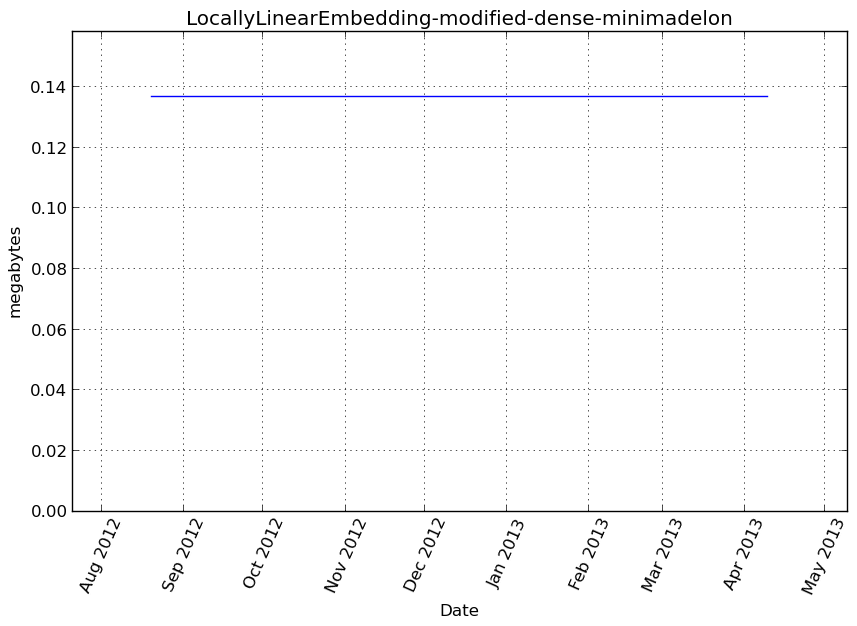 LocallyLinearEmbedding-modified-dense-minimadelon
0.14
0.12
0.10
0.08
0.06
0.04
0.02
0.00
megabytes
Aug 2012
Sep 2012
Oct 2012
Nov 2012
Dec 2012
Jan 2013
Feb 2013
Mar 2013
Apr 2013
May 2013
Date